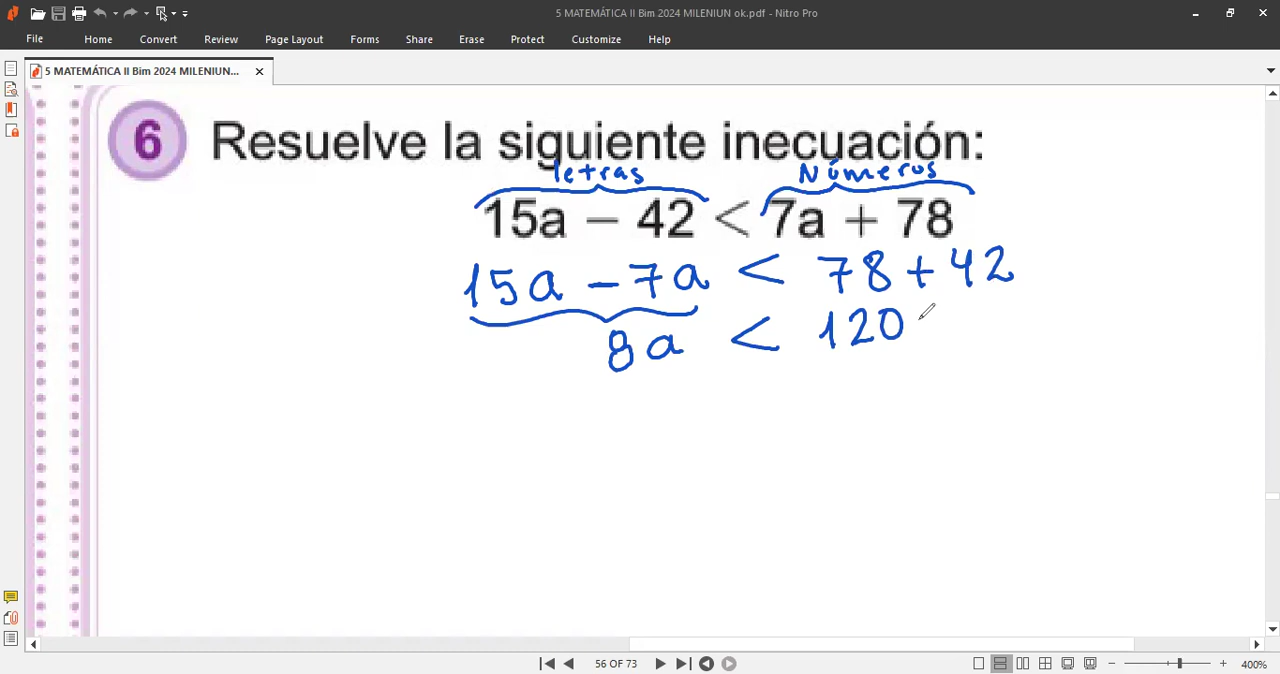 5 MATEMÁTICA II Bim 2024 MILENIUN ok.pdf - Nitro Pro
File Home Convert Review Page Layout Forms Share Erase Protect Customize Help
5 MATEMÁTICA II Bim 2024 MILENIUN...
6 Resuelve la siguiente inecuación:
letras Números
15a − 42 < 7a + 78
15a − 7a < 78 + 42
8a < 120
56 OF 73
400%